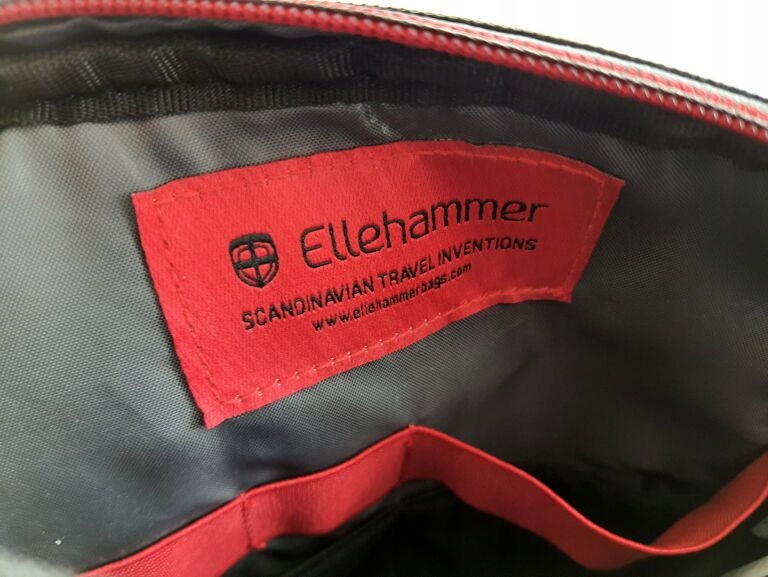 Ellehammer
SCANDINAVIAN TRAVEL INVENTIONS
www.ellehammerbags.com